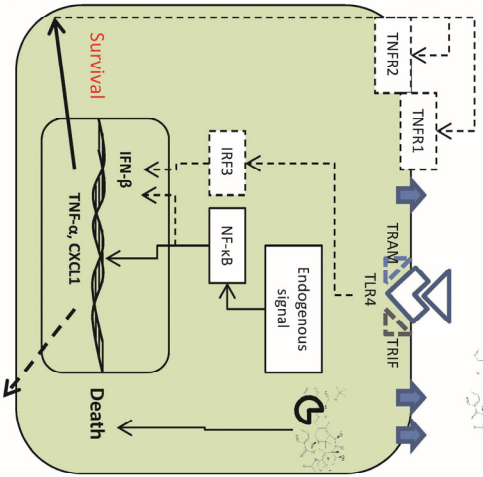 TNFR2
TNFR1
TRAM
TRIF
TLR4
Survival
IFN-β
IRF3
NF-κB
Endogenous
signal
TNF-α, CXCL1
Death